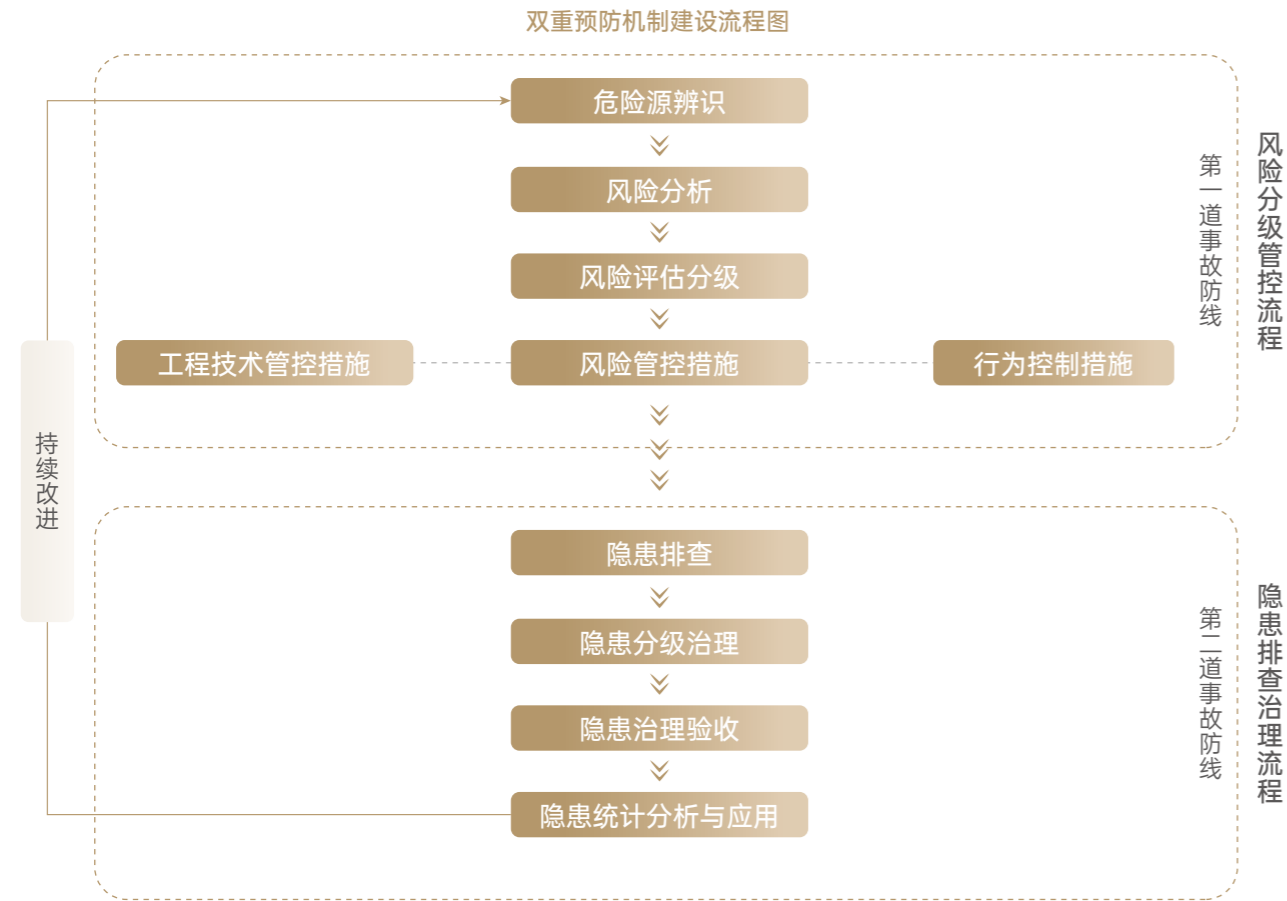 双重预防机制建设流程图
危险源辨识
风险分析
风险评估分级
工程技术管控措施
风险管控措施
行为控制措施
第一道事故防线
风险分级管控流程
持续改进
隐患排查
隐患分级治理
隐患治理验收
隐患统计分析与应用
第二道事故防线
隐患排查治理流程